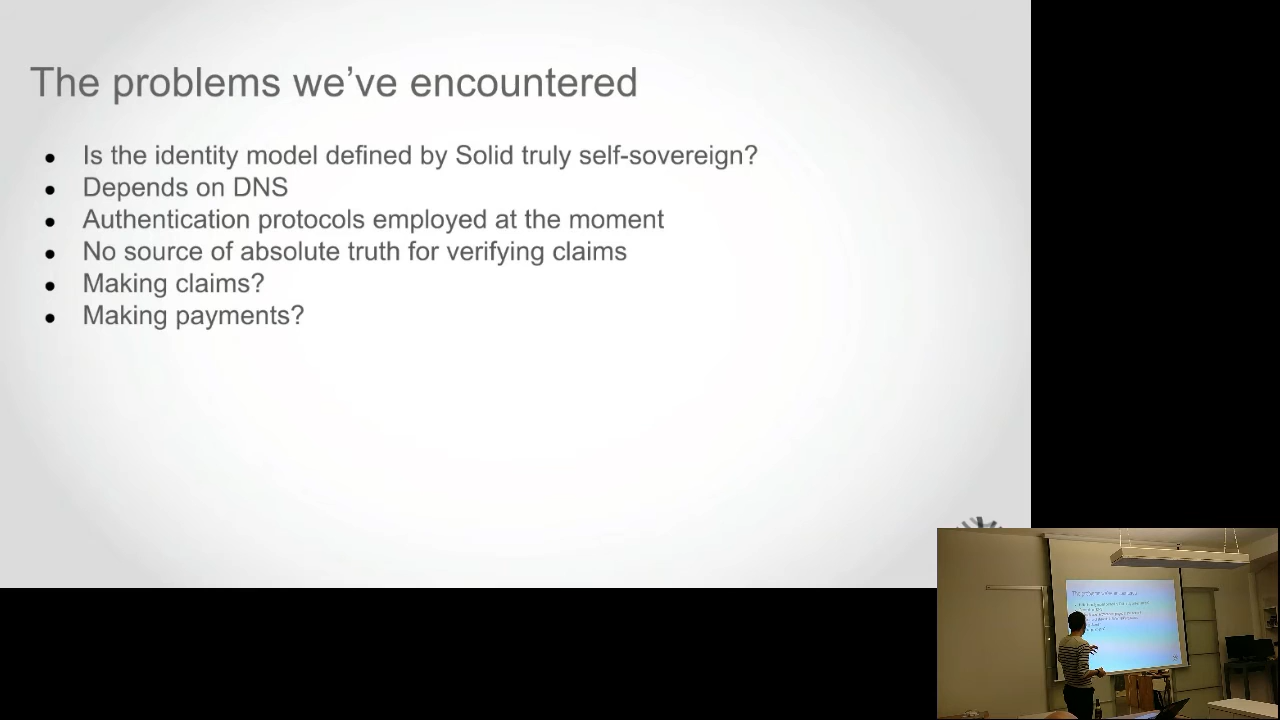 The problems we've encountered
Is the identity model defined by Solid truly self-sovereign?
Depends on DNS
Authentication protocols employed at the moment
No source of absolute truth for verifying claims
Making claims?
Making payments?